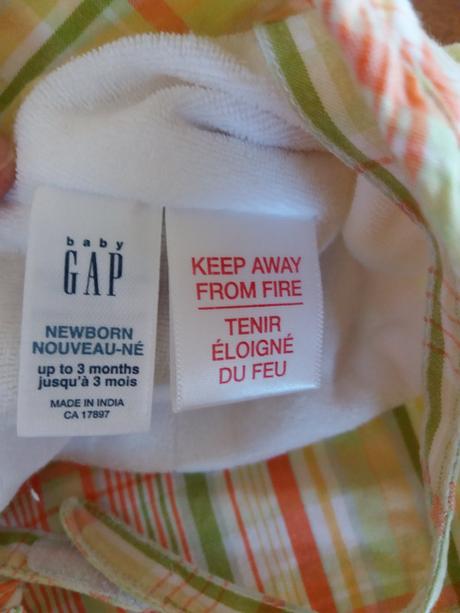 baby
GAP
NEWBORN
NOUVEAU-NÉ
up to 3 months
jusqu'à 3 mois
MADE IN INDIA
CA 17897
KEEP AWAY
FROM FIRE
TENIR
ÉLOIGNÉ
DU FEU